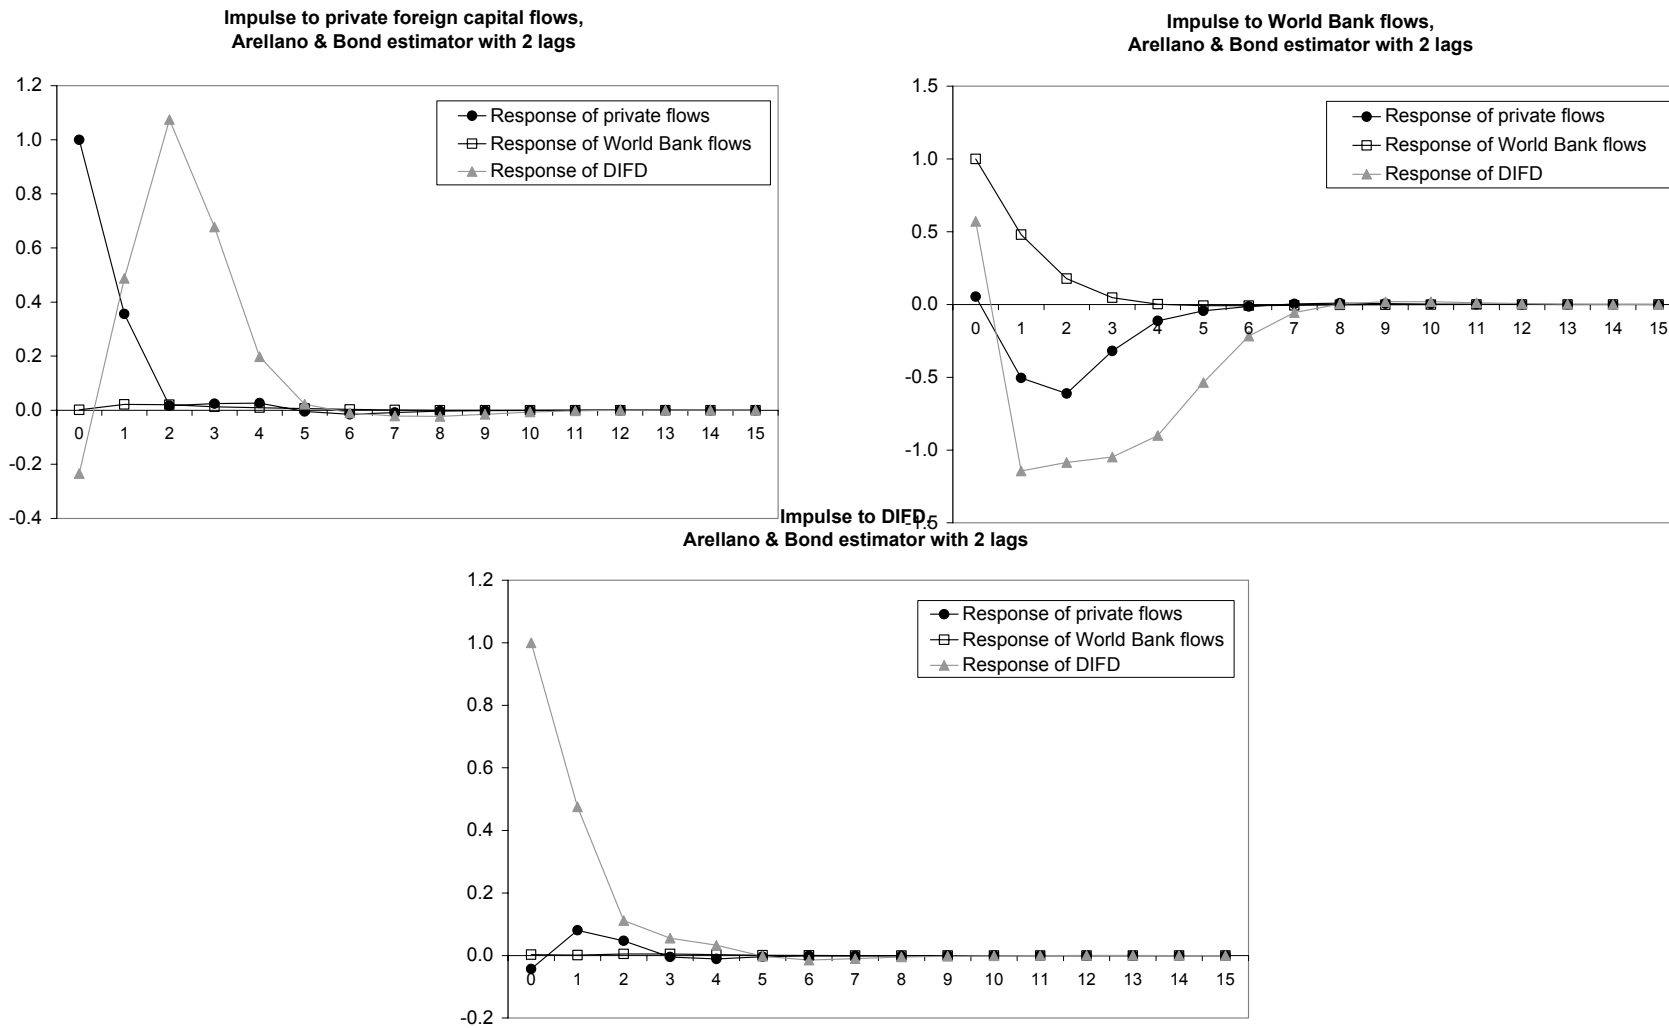 Impulse to private foreign capital flows,
Arellano & Bond estimator with 2 lags
1.2
1.0
0.8
0.6
0.4
0.2
0.0
-0.2
-0.4
0 1 2 3 4 5 6 7 8 9 10 11 12 13 14 15
Response of private flows
Response of World Bank flows
Response of DIFD
Impulse to World Bank flows,
Arellano & Bond estimator with 2 lags
1.5
1.0
0.5
0.0
-0.5
-1.0
-1.5
0 1 2 3 4 5 6 7 8 9 10 11 12 13 14 15
Response of private flows
Response of World Bank flows
Response of DIFD
Impulse to DIFD,
Arellano & Bond estimator with 2 lags
1.2
1.0
0.8
0.6
0.4
0.2
0.0
-0.2
0 1 2 3 4 5 6 7 8 9 10 11 12 13 14 15
Response of private flows
Response of World Bank flows
Response of DIFD